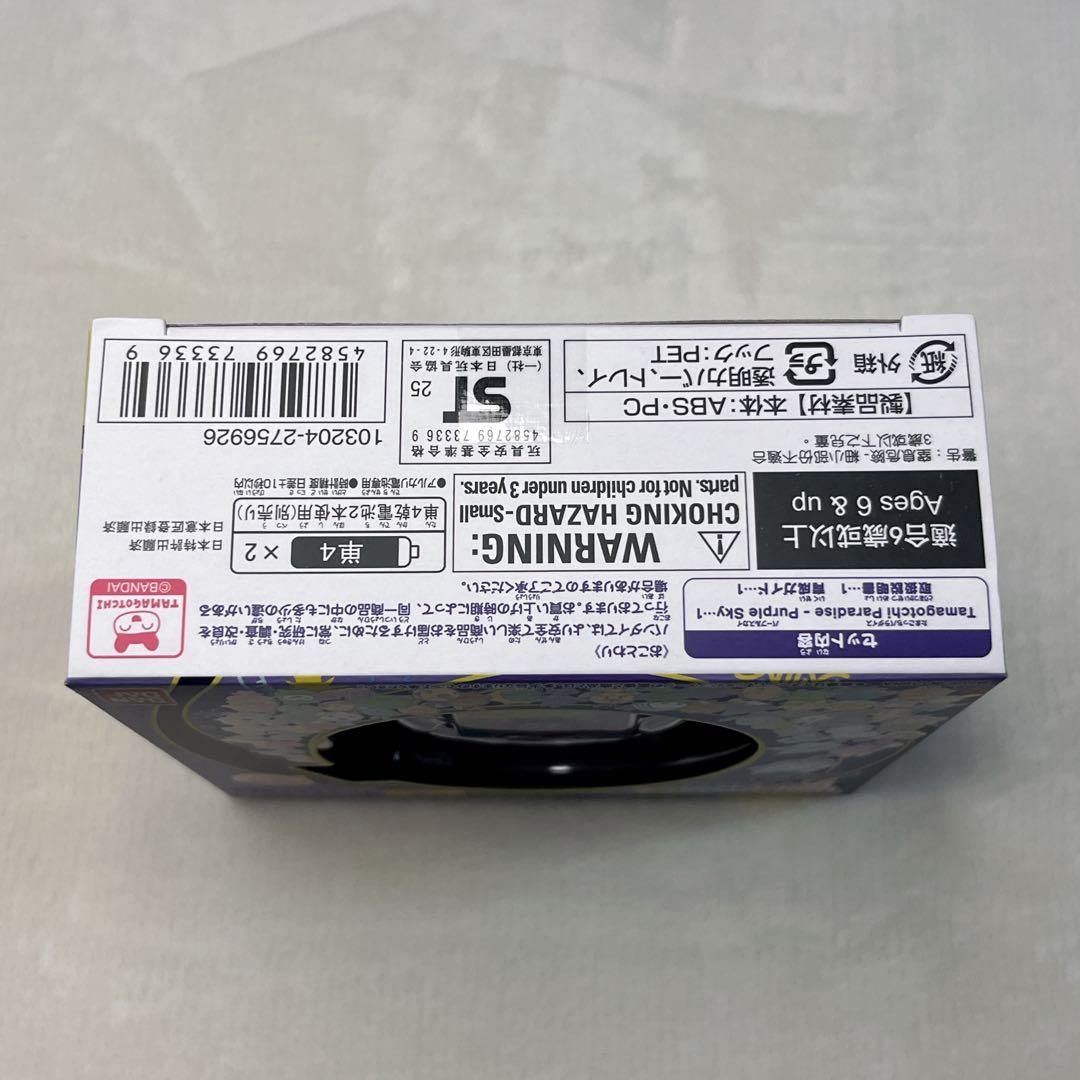 セット内容
Tamagotchi Paradise - Purple Sky…1
取扱説明書…1 育成ガイド…1
〈おことわり〉
バンダイでは、より安全で楽しい商品をお届けするために、常に研究・調査・改良を
行っております。お買い上げの時期によって、同一商品の中にも多少の違いがある
場合がありますのでご了承ください。
TAMAGOTCHI
©BANDAI
適合6歳或以上
Ages 6 & up
WARNING:
CHOKING HAZARD-Small
parts. Not for children under 3 years.
単4 ×2
単4乾電池2本使用(別売り)
●アルカリ乾電池専用 ●時計精度 日差±10秒以内
日本特許出願済
日本意匠登録出願済
警告：窒息危険 - 細小部份不適合
3歲或以下之兒童。
【製品素材】本体：ABS・PC
紙 外箱
プラ 透明カバー、トレイ、
フック：PET
玩具安全基準合格
4582769 73336 9
ST
25
(一社) 日本玩具協会
東京都墨田区東駒形 4-22-4
103204-2756926
4 582769 733369